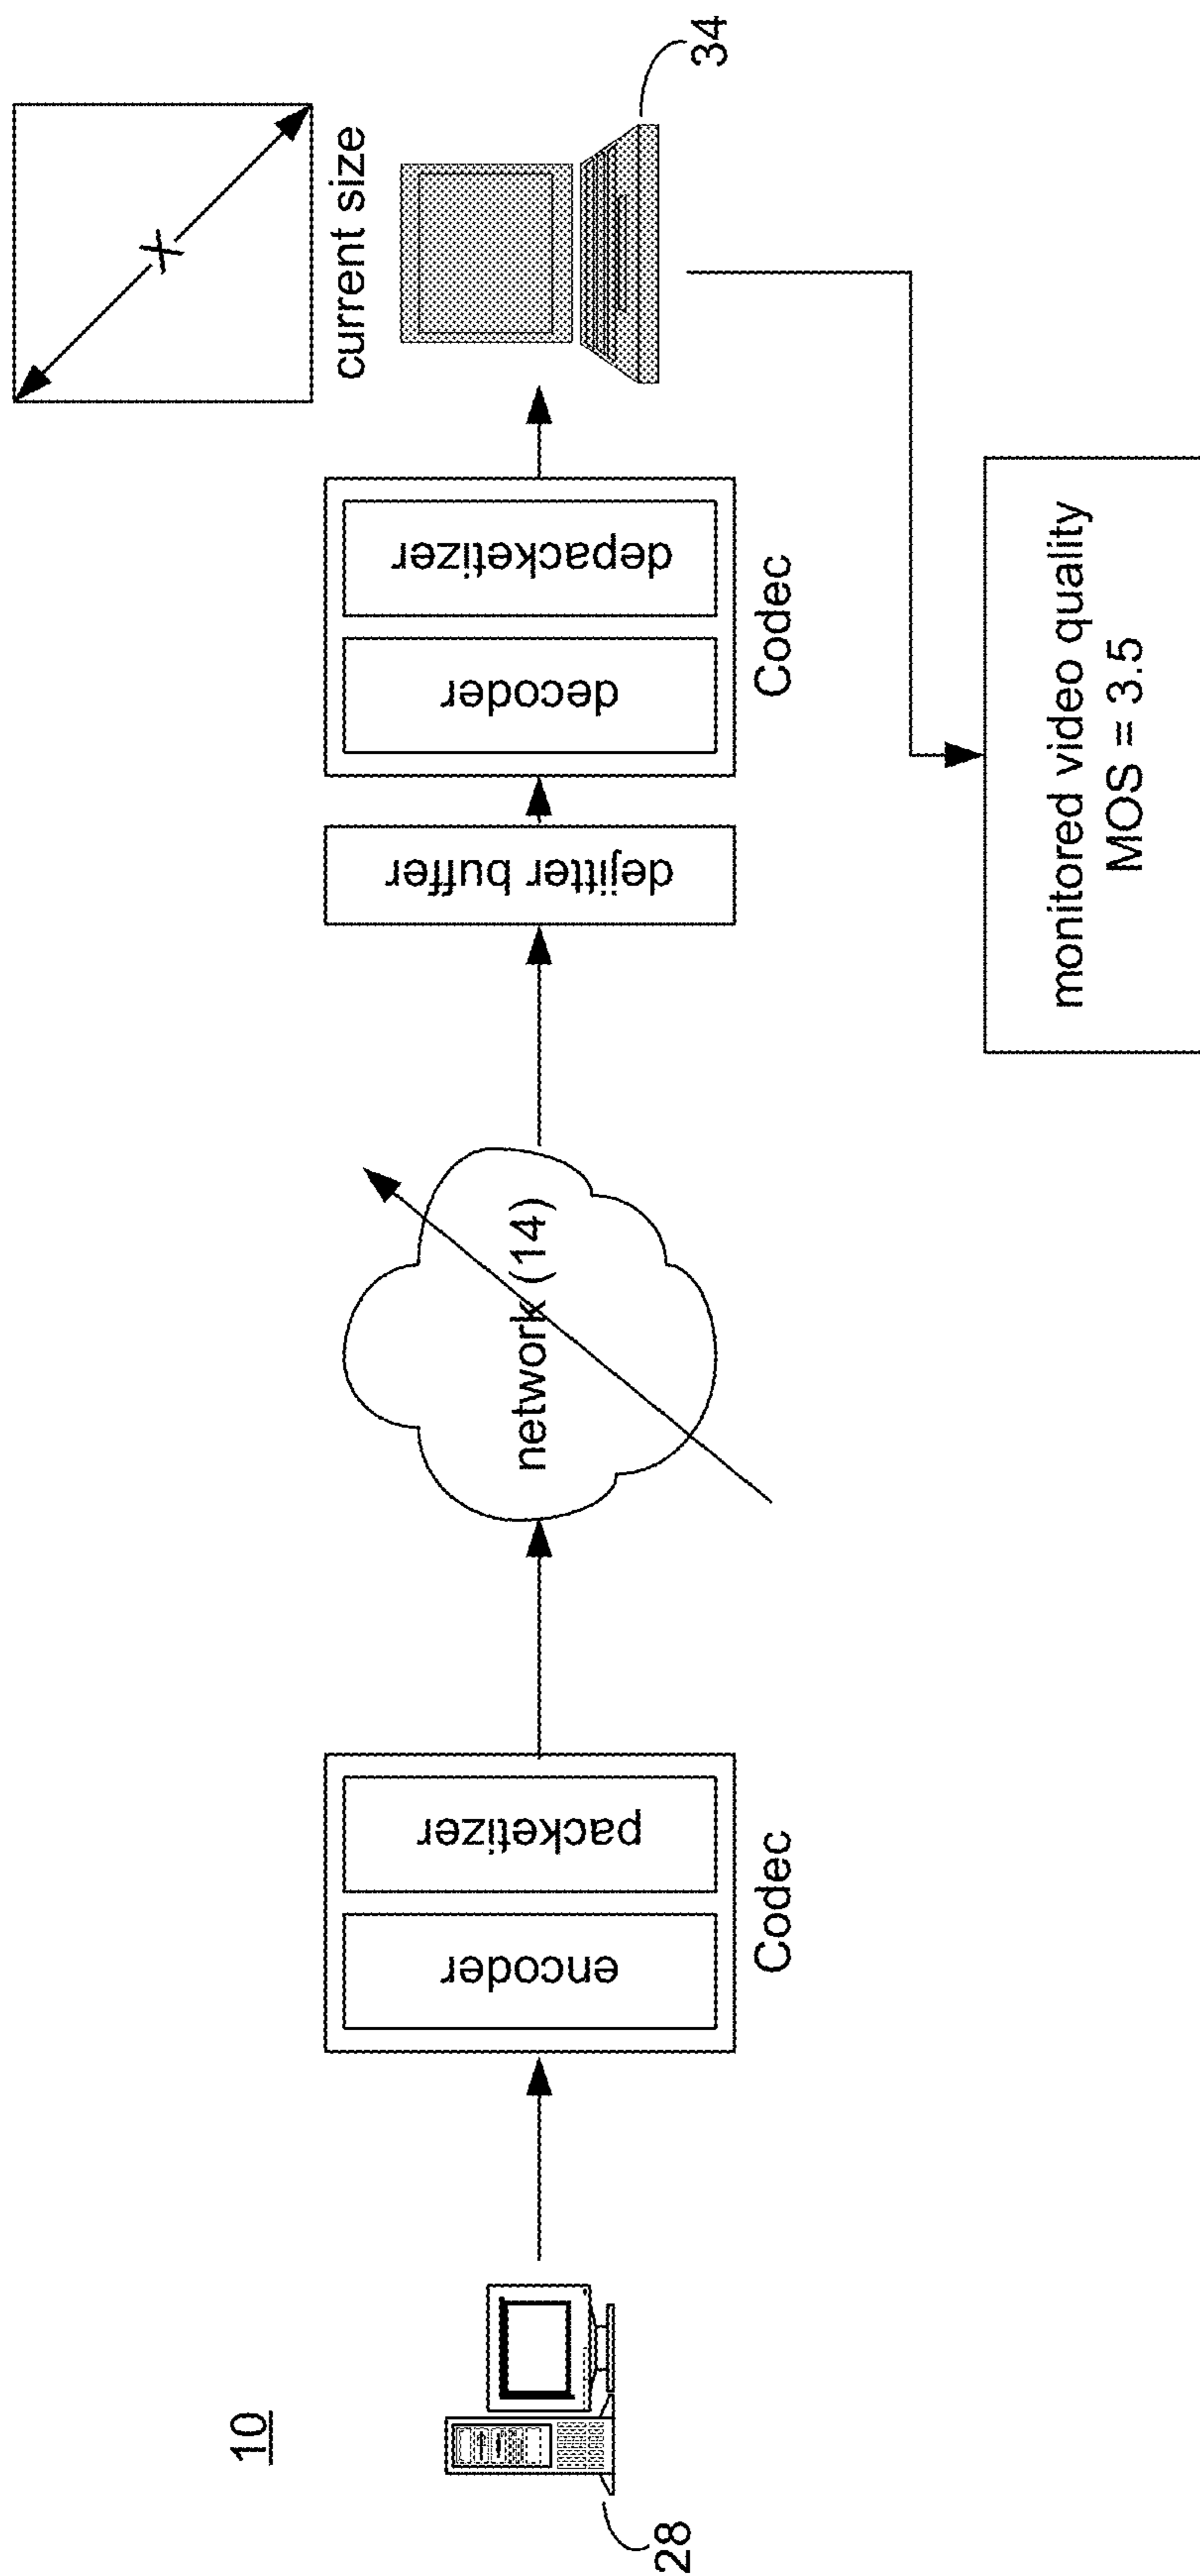 10
28
encoder
packetizer
Codec
network (14)
dejitter buffer
decoder
depacketizer
Codec
X
current size
34
monitored video quality
MOS = 3.5